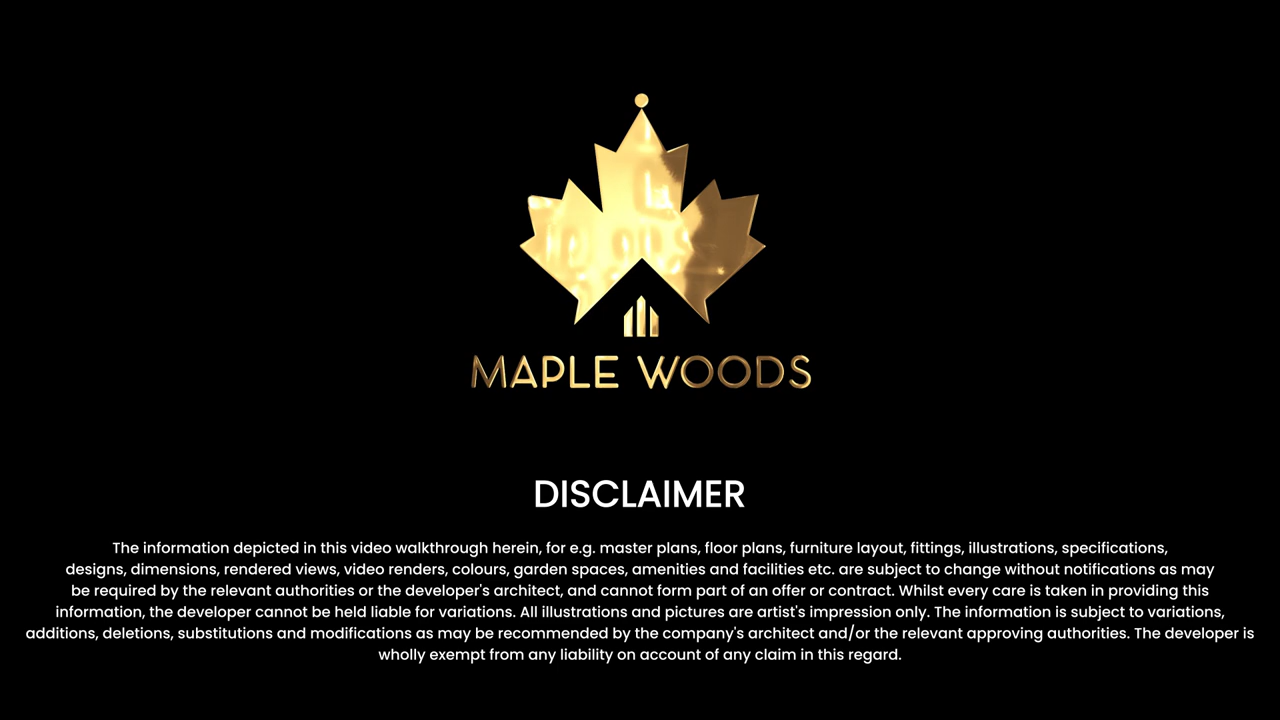 MAPLE WOODS
DISCLAIMER
The information depicted in this video walkthrough herein, for e.g. master plans, floor plans, furniture layout, fittings, illustrations, specifications,
designs, dimensions, rendered views, video renders, colours, garden spaces, amenities and facilities etc. are subject to change without notifications as may
be required by the relevant authorities or the developer's architect, and cannot form part of an offer or contract. Whilst every care is taken in providing this
information, the developer cannot be held liable for variations. All illustrations and pictures are artist's impression only. The information is subject to variations,
additions, deletions, substitutions and modifications as may be recommended by the company's architect and/or the relevant approving authorities. The developer is
wholly exempt from any liability on account of any claim in this regard.